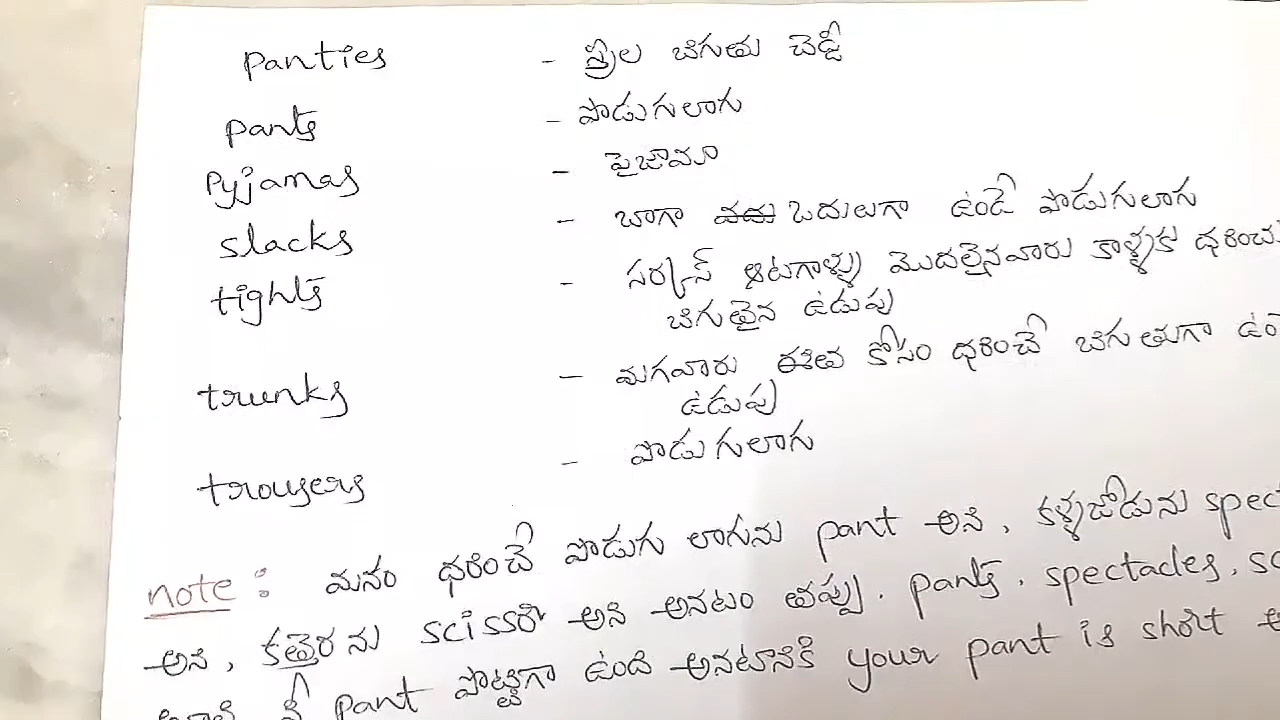 panties - స్త్రీల బిగుతు చెడ్డీ
pants - పొడుగులాగు
pyjamas - పైజామా
slacks - బాగా వదు ఒదులుగా ఉండే పొడుగులాగు
tights - సర్కస్ ఆటగాళ్ళు మొదలైనవారు కాళ్ళకు ధరించు
బిగుతైన ఉడుపు
trunks - మగవారు ఈత కోసం ధరించే బిగుతుగా ఉం
ఉడుపు
trousers - పొడుగులాగు
note : మనం ధరించే పొడుగు లాగును pant అని, కళ్ళజోడును spect
అని, కత్తెరను scissor అని అనటం తప్పు. pants, spectacles, sc
నీ pant పొట్టిగా ఉంది అనటానికి your pant is short అ